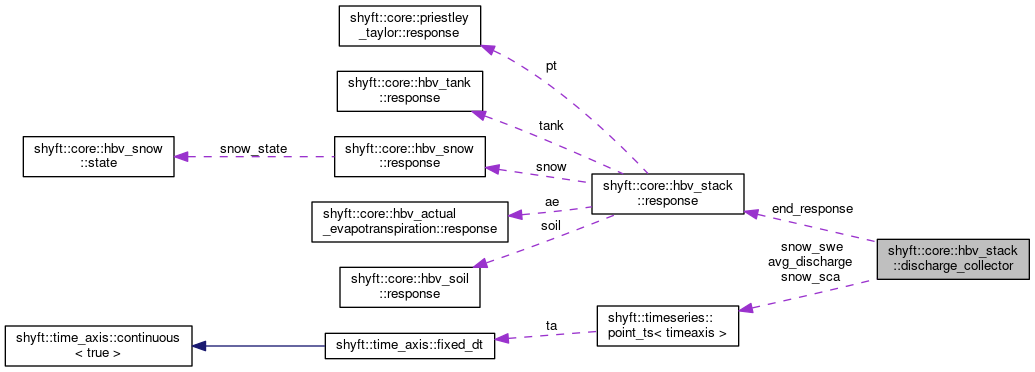 shyft::core::priestley
_taylor::response
pt
shyft::core::hbv_tank
::response
tank
shyft::core::hbv_snow
::state
snow_state
shyft::core::hbv_snow
::response
snow
shyft::core::hbv_stack
::response
end_response
ae
shyft::core::hbv_actual
_evapotranspiration::response
soil
shyft::core::hbv_stack
::discharge_collector
snow_swe
avg_discharge
snow_sca
shyft::core::hbv_soil
::response
shyft::timeseries::
point_ts< timeaxis >
ta
shyft::time_axis::continuous
< true >
shyft::time_axis::fixed_dt